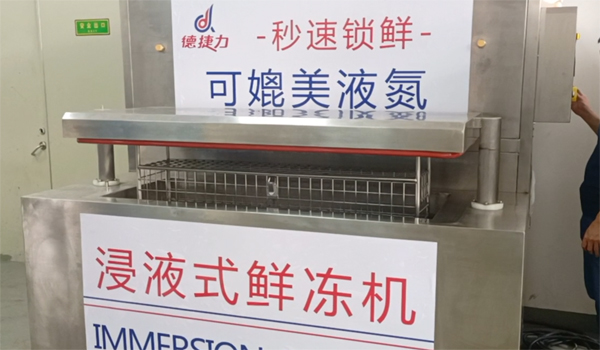 德捷力
-秒速锁鲜-
可媲美液氮
浸液式鲜冻机
IMMERSION